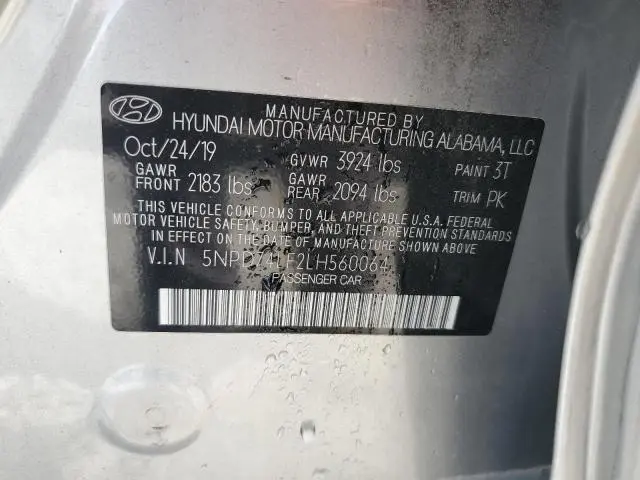 MANUFACTURED BY
HYUNDAI MOTOR MANUFACTURING ALABAMA, LLC
Oct/24/19 GVWR 3924 lbs PAINT 3T
GAWR FRONT 2183 lbs GAWR REAR 2094 lbs TRIM PK
THIS VEHICLE CONFORMS TO ALL APPLICABLE U.S.A. FEDERAL
MOTOR VEHICLE SAFETY, BUMPER, AND THEFT PREVENTION STANDARDS
IN EFFECT ON THE DATE OF MANUFACTURE SHOWN ABOVE.
V.I.N 5NPD74LF2LH560064
PASSENGER CAR